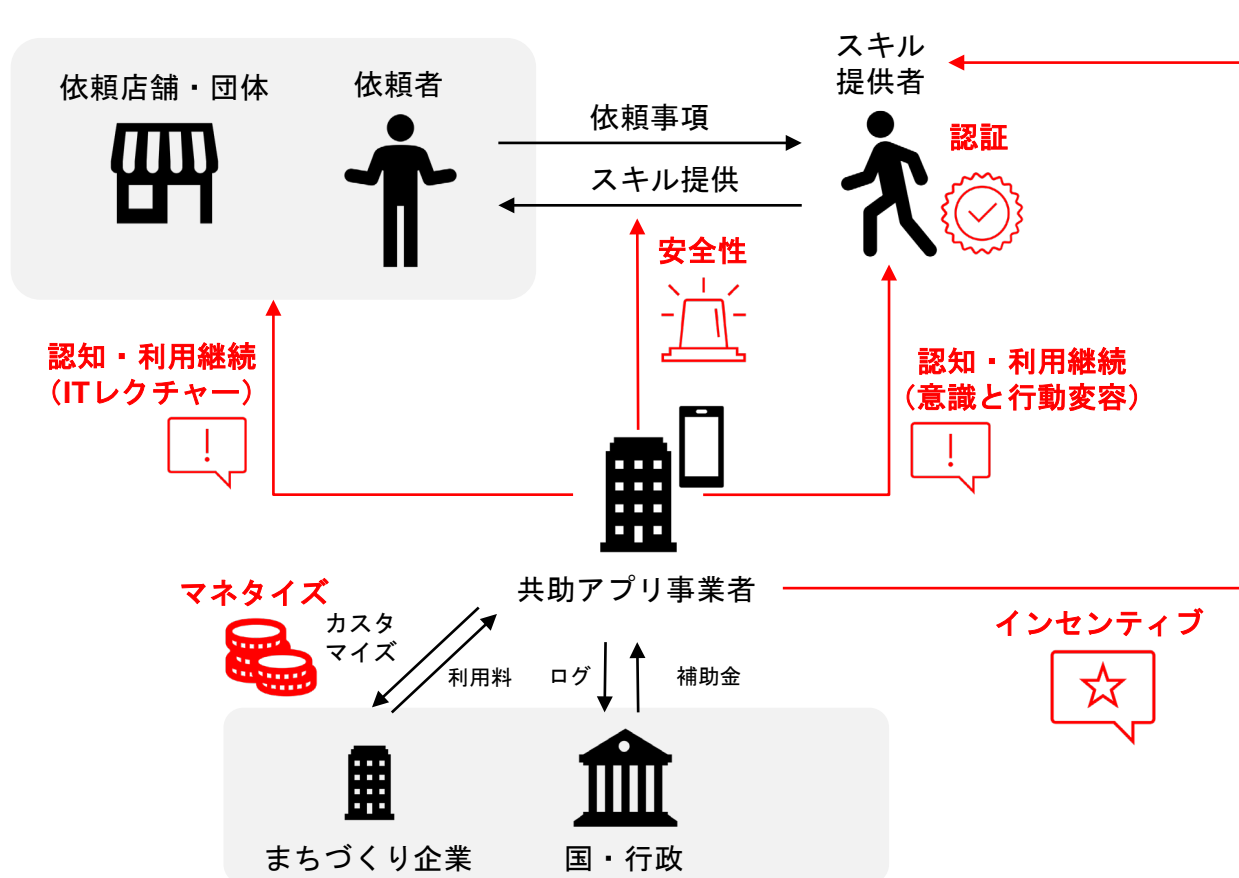 スキル
提供者
依頼店舗・団体
依頼者
依頼事項
認証
スキル提供
安全性
認知・利用継続
（ITレクチャー）
認知・利用継続
（意識と行動変容）
共助アプリ事業者
マネタイズ
カスタ
マイズ
インセンティブ
利用料
ログ
補助金
まちづくり企業
国・行政